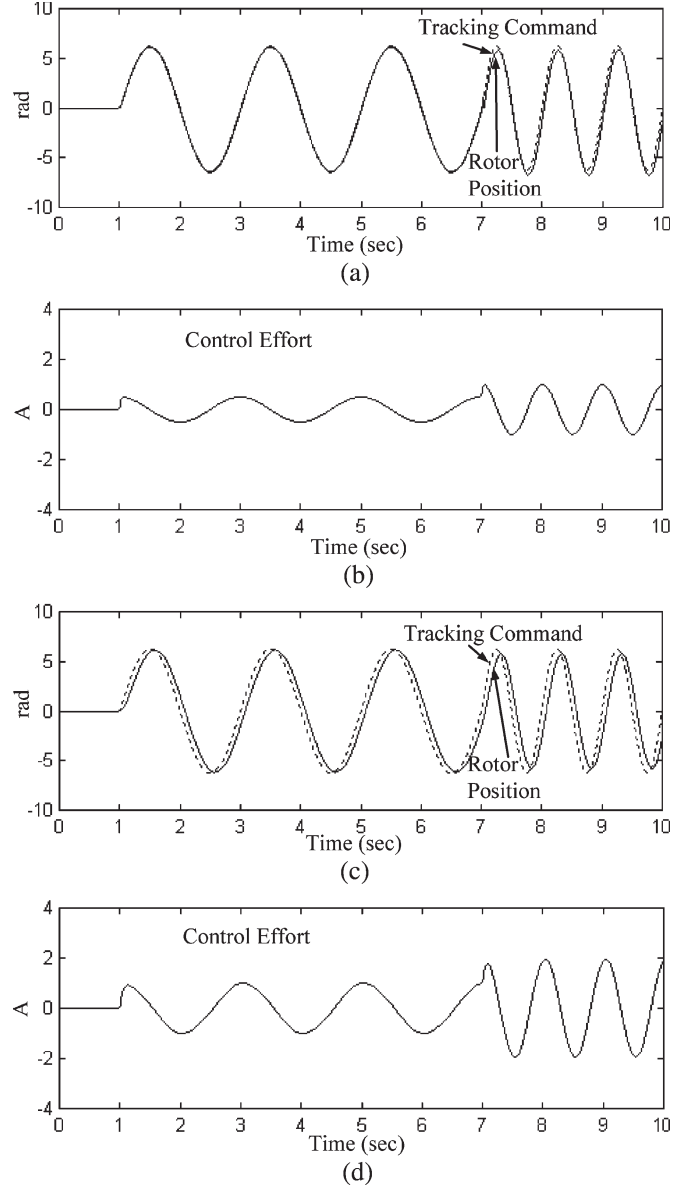 10
Tracking Command
5
rad
0
-5
Rotor
Position
-10
0 1 2 3 4 5 6 7 8 9 10
Time (sec)
(a)
4
Control Effort
2
A
0
-2
-4
0 1 2 3 4 5 6 7 8 9 10
Time (sec)
(b)
10
Tracking Command
5
rad
0
-5
Rotor
Position
-10
0 1 2 3 4 5 6 7 8 9 10
Time (sec)
(c)
4
Control Effort
2
A
0
-2
-4
0 1 2 3 4 5 6 7 8 9 10
Time (sec)
(d)